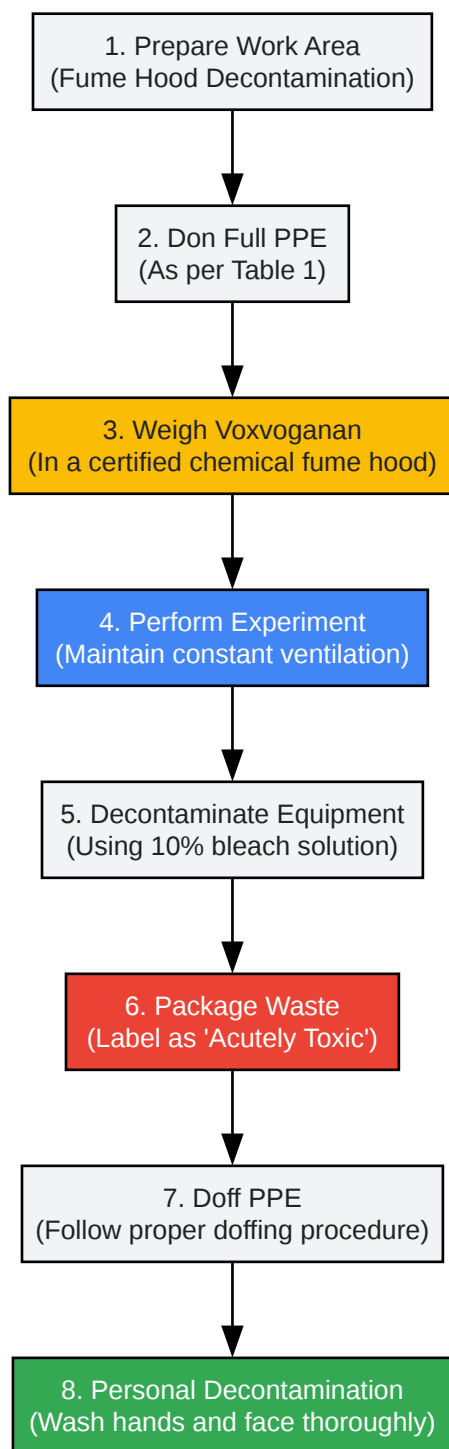 1. Prepare Work Area
(Fume Hood Decontamination)
2. Don Full PPE
(As per Table 1)
3. Weigh Voxvoganan
(In a certified chemical fume hood)
4. Perform Experiment
(Maintain constant ventilation)
5. Decontaminate Equipment
(Using 10% bleach solution)
6. Package Waste
(Label as 'Acutely Toxic')
7. Doff PPE
(Follow proper doffing procedure)
8. Personal Decontamination
(Wash hands and face thoroughly)